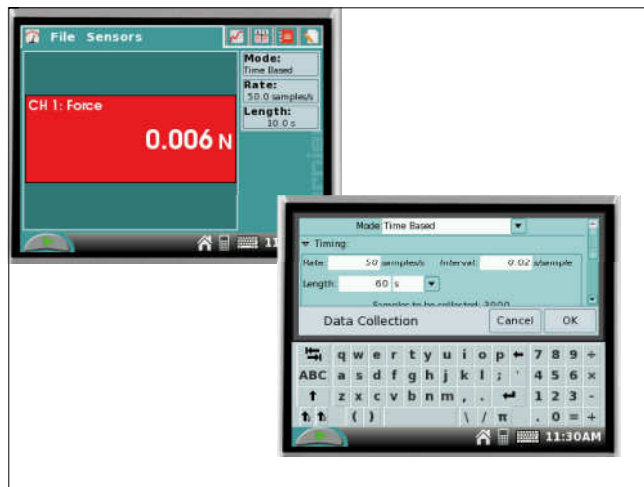 File Sensors
Mode:
Time Based
Rate:
50.0 samples/s
Length:
10.0 s
CH 1: Force
0.006 N
11
Mode Time Based
Timing:
Rate: 50 samples/s Interval: 0.02 s/sample
Length: 60 s
Samples to be collected: 3000
Data Collection Cancel OK
q w e r t y u i o p 7 8 9 ÷
ABC a s d f g h j k l ; ' 4 5 6 ×
z x c v b n m , . 1 2 3 -
( ) \ / π . 0 = +
11:30AM